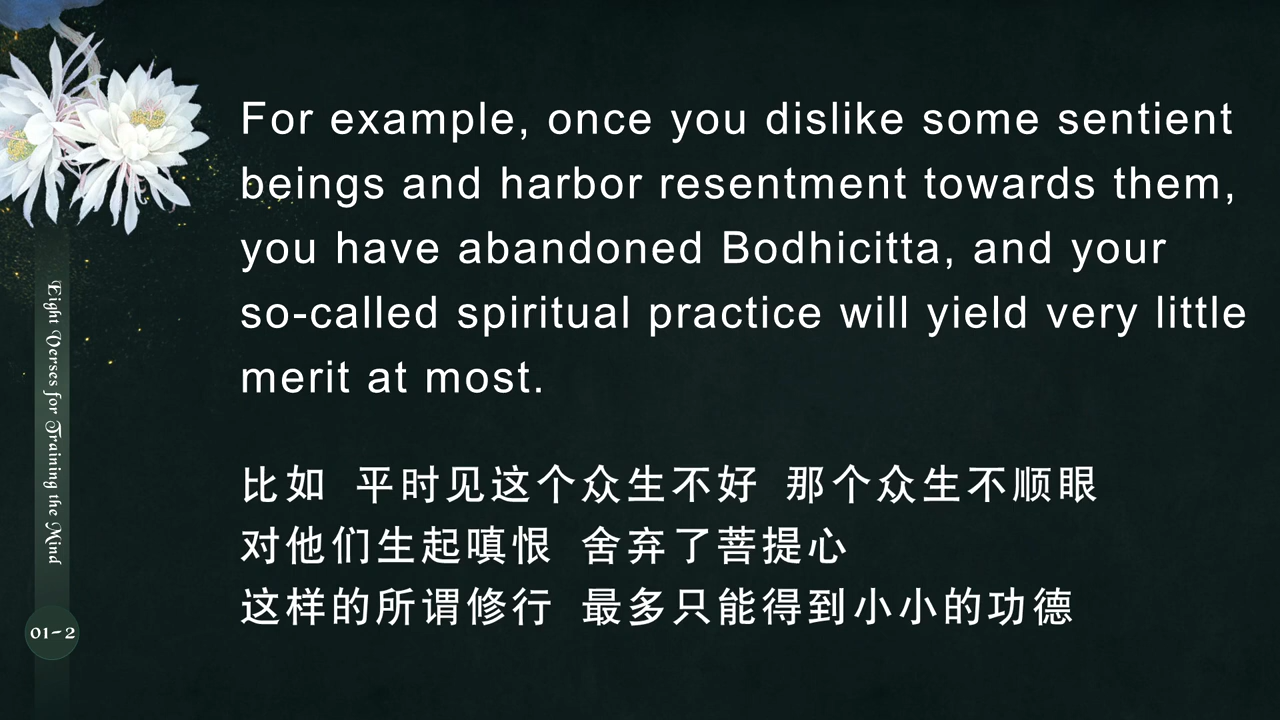 For example, once you dislike some sentient
beings and harbor resentment towards them,
you have abandoned Bodhicitta, and your
so-called spiritual practice will yield very little
merit at most.
比如 平时见这个众生不好 那个众生不顺眼
对他们生起嗔恨 舍弃了菩提心
这样的所谓修行 最多只能得到小小的功德
Eight Verses for Training the Mind
01-2